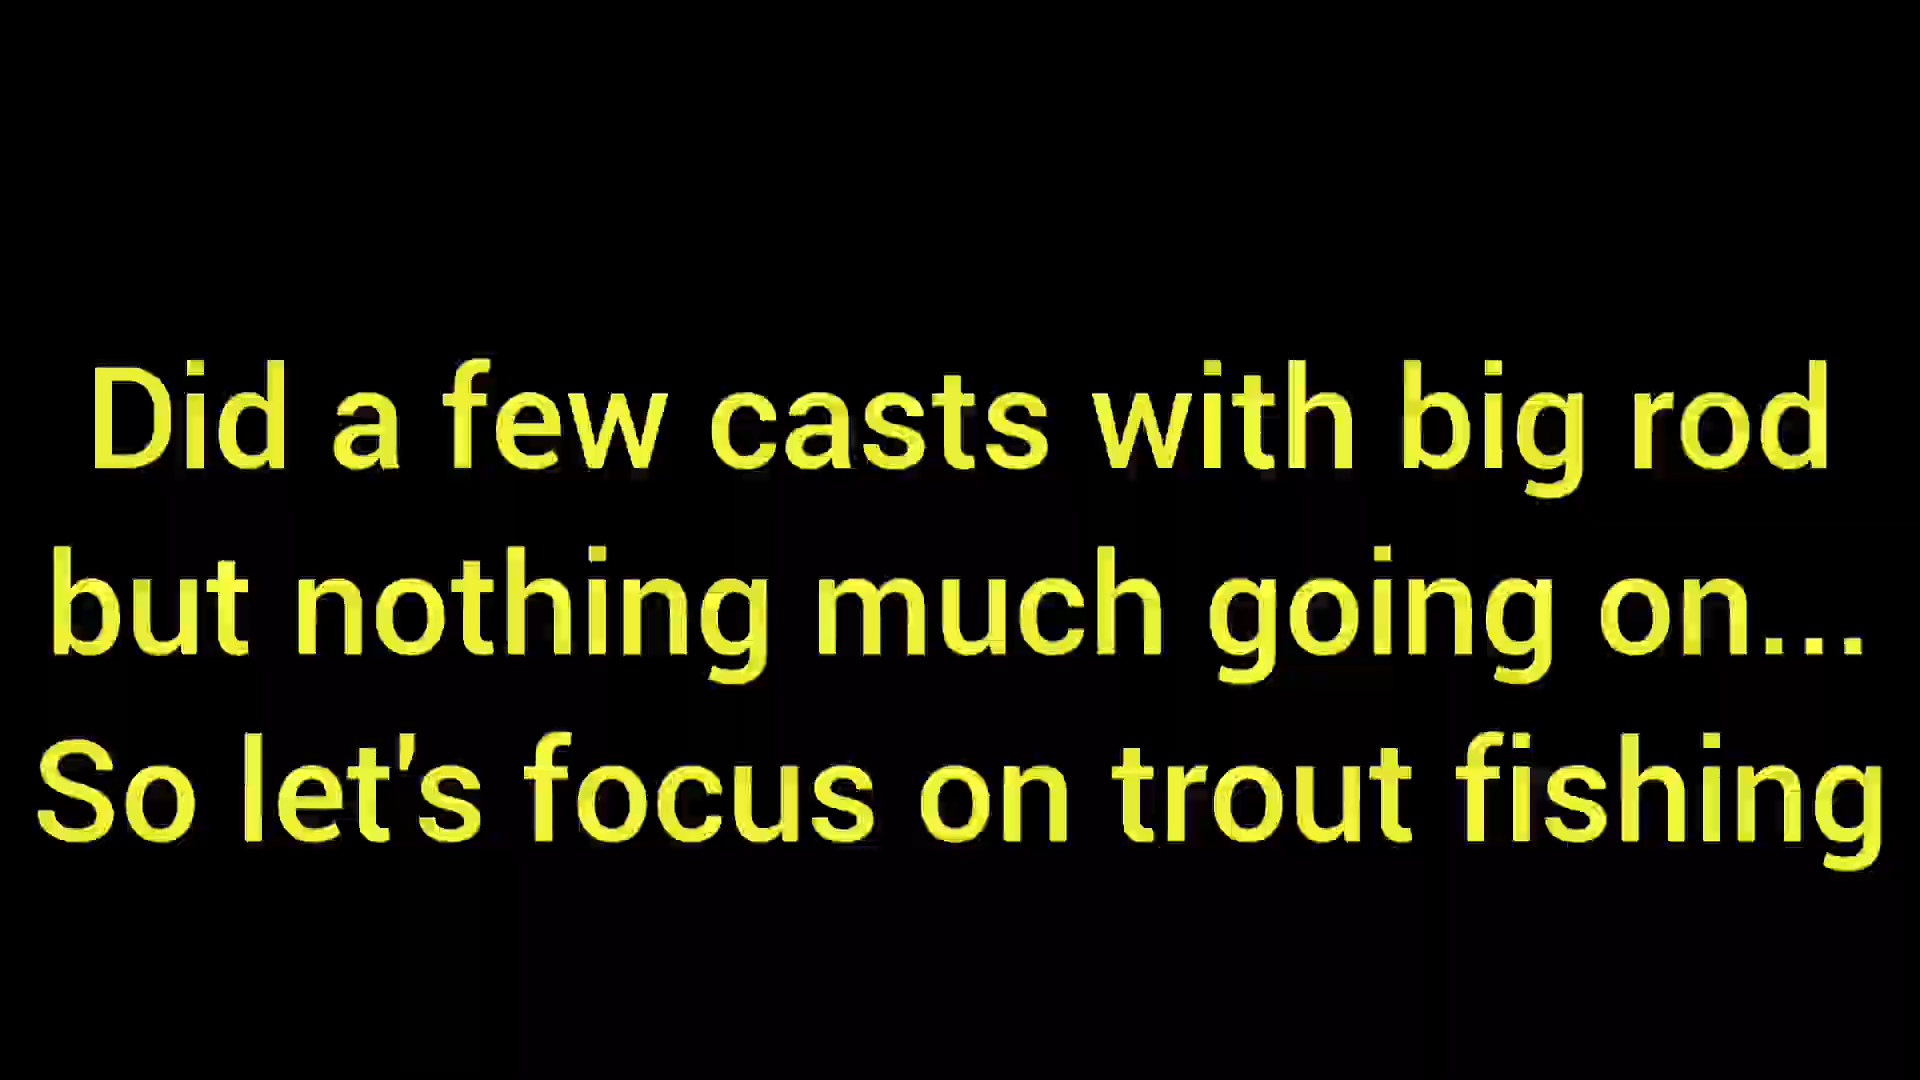 Did a few casts with big rod
but nothing much going on...
So let's focus on trout fishing